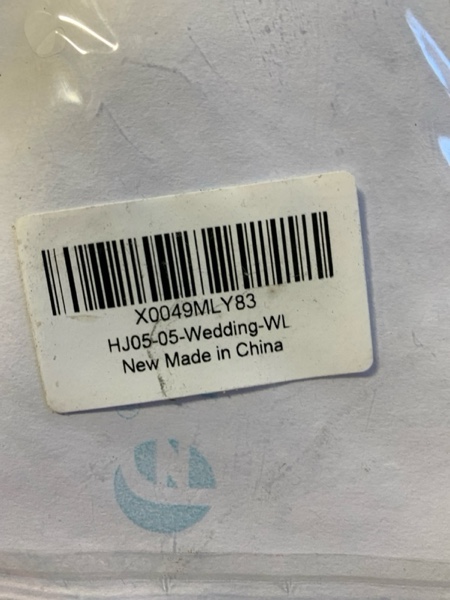 X0049MLY83
HJ05-05-Wedding-WL
New Made in China
N